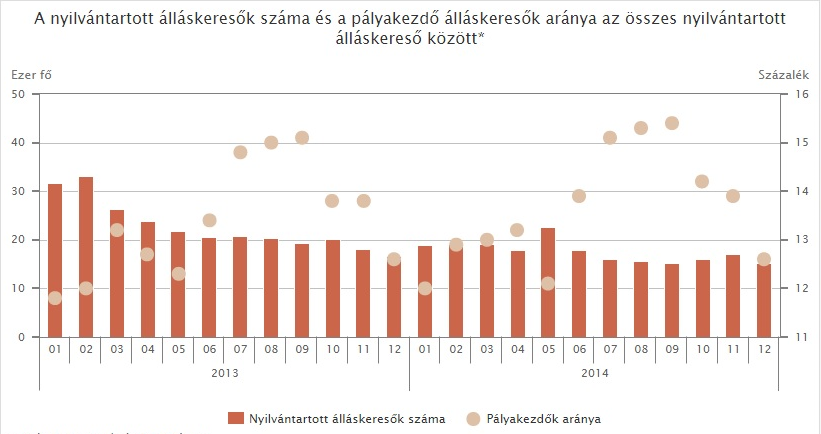 A nyilvántartott álláskeresők száma és a pályakezdő álláskeresők aránya az összes nyilvántartott
álláskereső között*
Ezer fő Százalék
50 16
40 15
30 14
20 13
10 12
0 11
01 02 03 04 05 06 07 08 09 10 11 12 01 02 03 04 05 06 07 08 09 10 11 12
2013 2014
Nyilvántartott álláskeresők száma Pályakezdők aránya